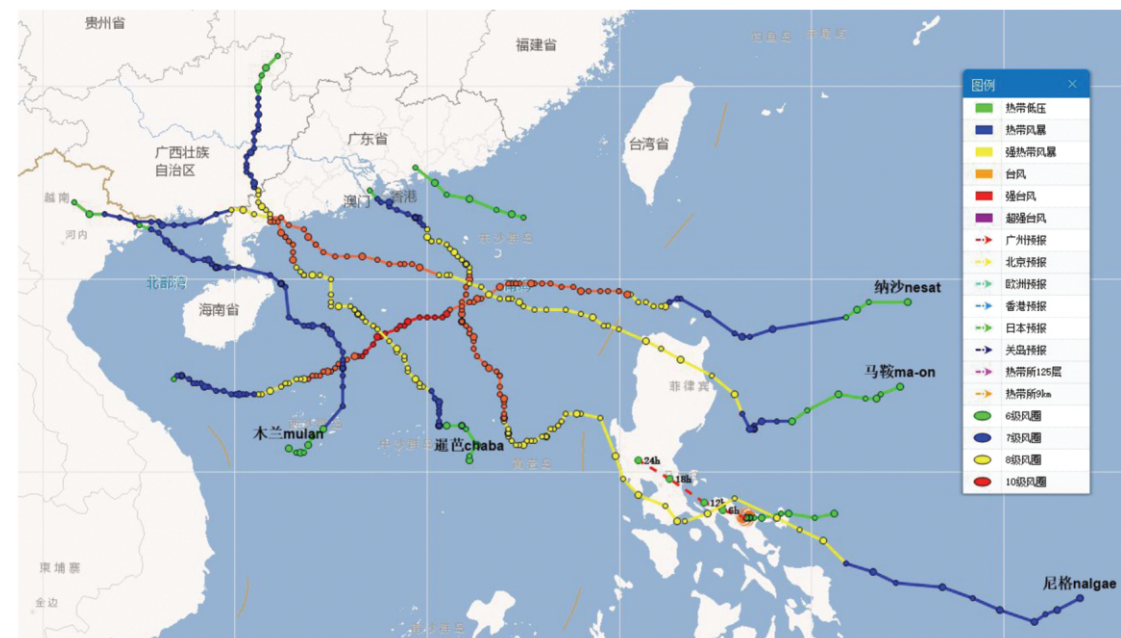 贵州省
福建省
广东省
台湾省
广西壮族
自治区
越南
河内
澳门
香港
北部湾
海南省
纳沙nesat
马鞍ma-on
菲律宾
木兰mulan
暹芭chaba
24h
18h
12h
6h
尼格nalgae
柬埔寨
金边
图例
热带低压
热带风暴
强热带风暴
台风
强台风
超强台风
广州预报
北京预报
欧洲预报
香港预报
日本预报
关岛预报
热带所125层
热带所9km
6级风圈
7级风圈
8级风圈
10级风圈